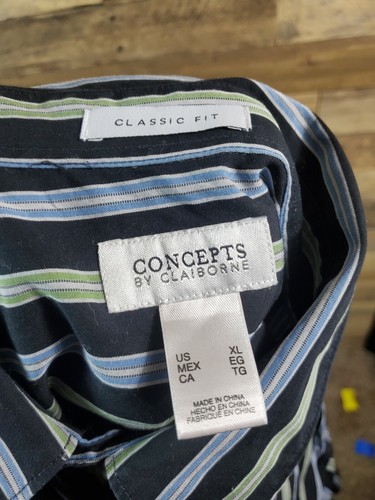 CLASSIC FIT
CONCEPTS
BY CLAIBORNE
US XL
MEX EG
CA TG
MADE IN CHINA
HECHO EN CHINA
FABRIQUÉ EN CHINE